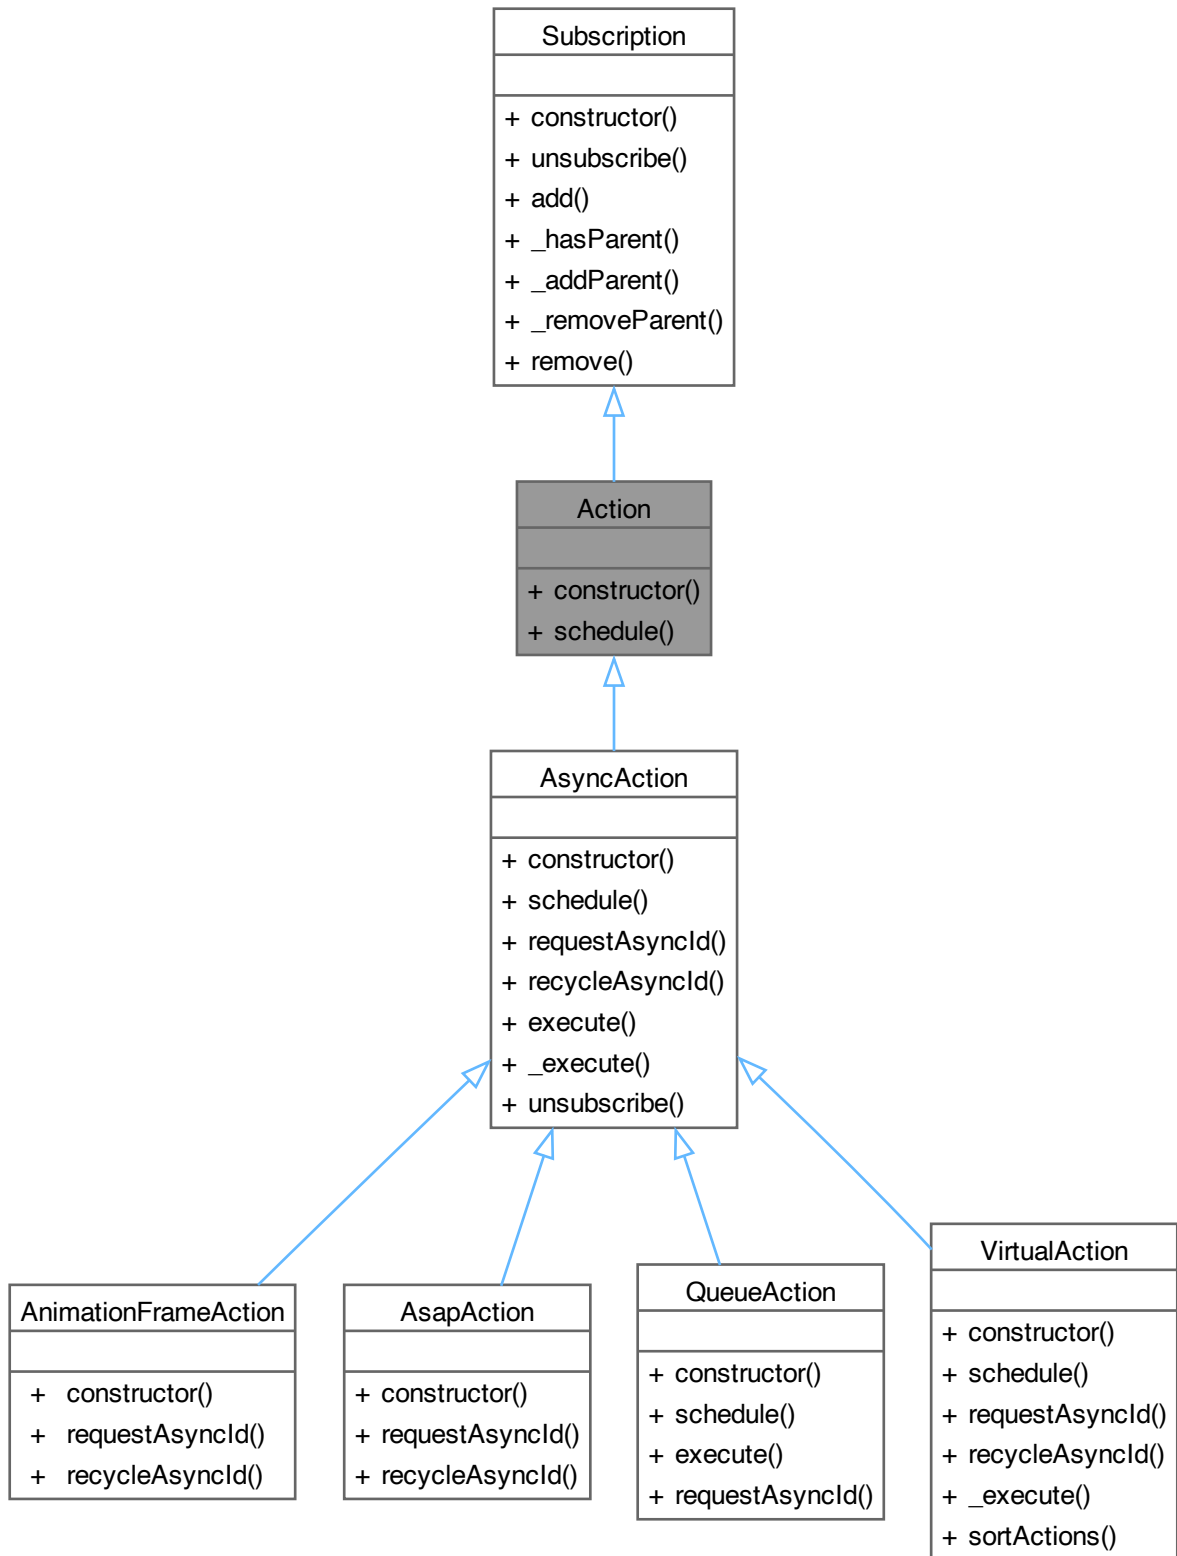 Subscription
+ constructor()
+ unsubscribe()
+ add()
+ _hasParent()
+ _addParent()
+ _removeParent()
+ remove()
Action
+ constructor()
+ schedule()
AsyncAction
+ constructor()
+ schedule()
+ requestAsyncId()
+ recycleAsyncId()
+ execute()
+ _execute()
+ unsubscribe()
AnimationFrameAction
+ constructor()
+ requestAsyncId()
+ recycleAsyncId()
AsapAction
+ constructor()
+ requestAsyncId()
+ recycleAsyncId()
QueueAction
+ constructor()
+ schedule()
+ execute()
+ requestAsyncId()
VirtualAction
+ constructor()
+ schedule()
+ requestAsyncId()
+ recycleAsyncId()
+ _execute()
+ sortActions()